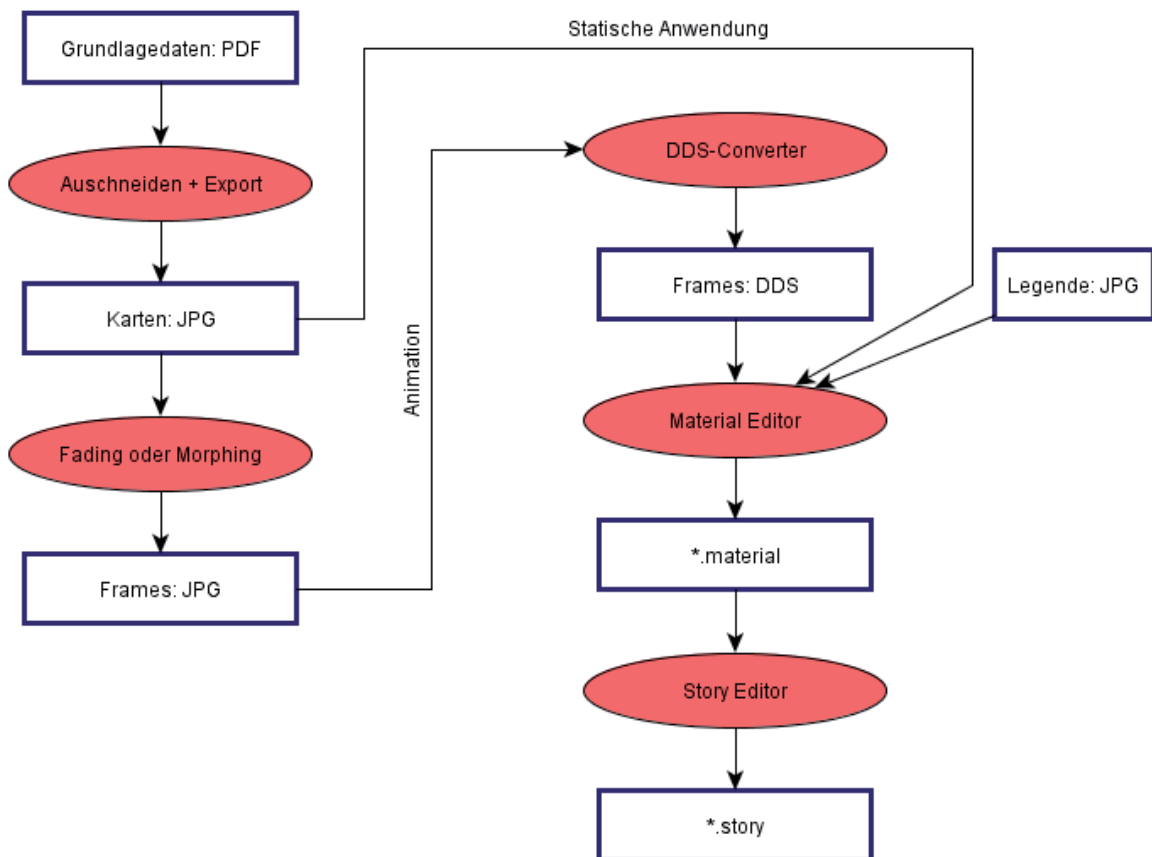 Grundlagedaten: PDF
Statische Anwendung
Auschneiden + Export
DDS-Converter
Karten: JPG
Frames: DDS
Legende: JPG
Animation
Fading oder Morphing
Material Editor
Frames: JPG
*.material
Story Editor
*.story